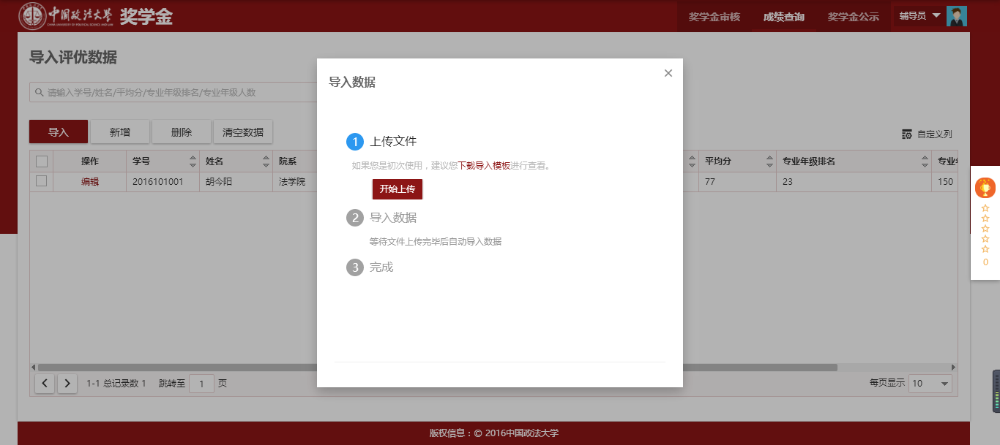 中国政法大学 奖学金
CHINA UNIVERSITY OF POLITICAL SCIENCE AND LAW
奖学金审核 成绩查询 奖学金公示 辅导员
导入评优数据
请输入学号/姓名/平均分/专业年级排名/专业年级人数
导入 新增 删除 清空数据
自定义列
操作 学号 姓名 院系 平均分 专业年级排名 专业
编辑 2016101001 胡今阳 法学院 77 23 150
导入数据
1 上传文件
如果您是初次使用，建议您下载导入模板进行查看。
开始上传
2 导入数据
等待文件上传完毕后自动导入数据
3 完成
0
1-1 总记录数 1 跳转至 1 页
每页显示 10
版权信息：© 2016中国政法大学